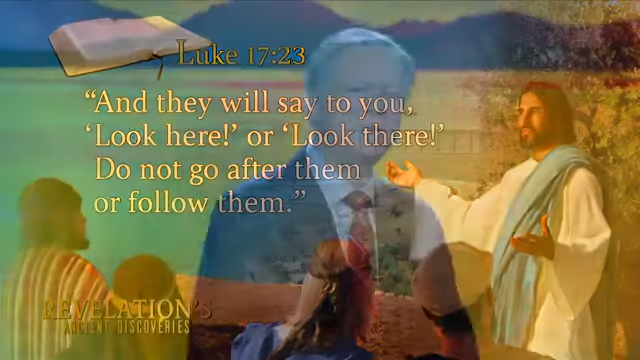 Luke 17:23
“And they will say to you,
‘Look here!’ or ‘Look there!’
Do not go after them
or follow them.”
REVELATION'S
ANCIENT DISCOVERIES